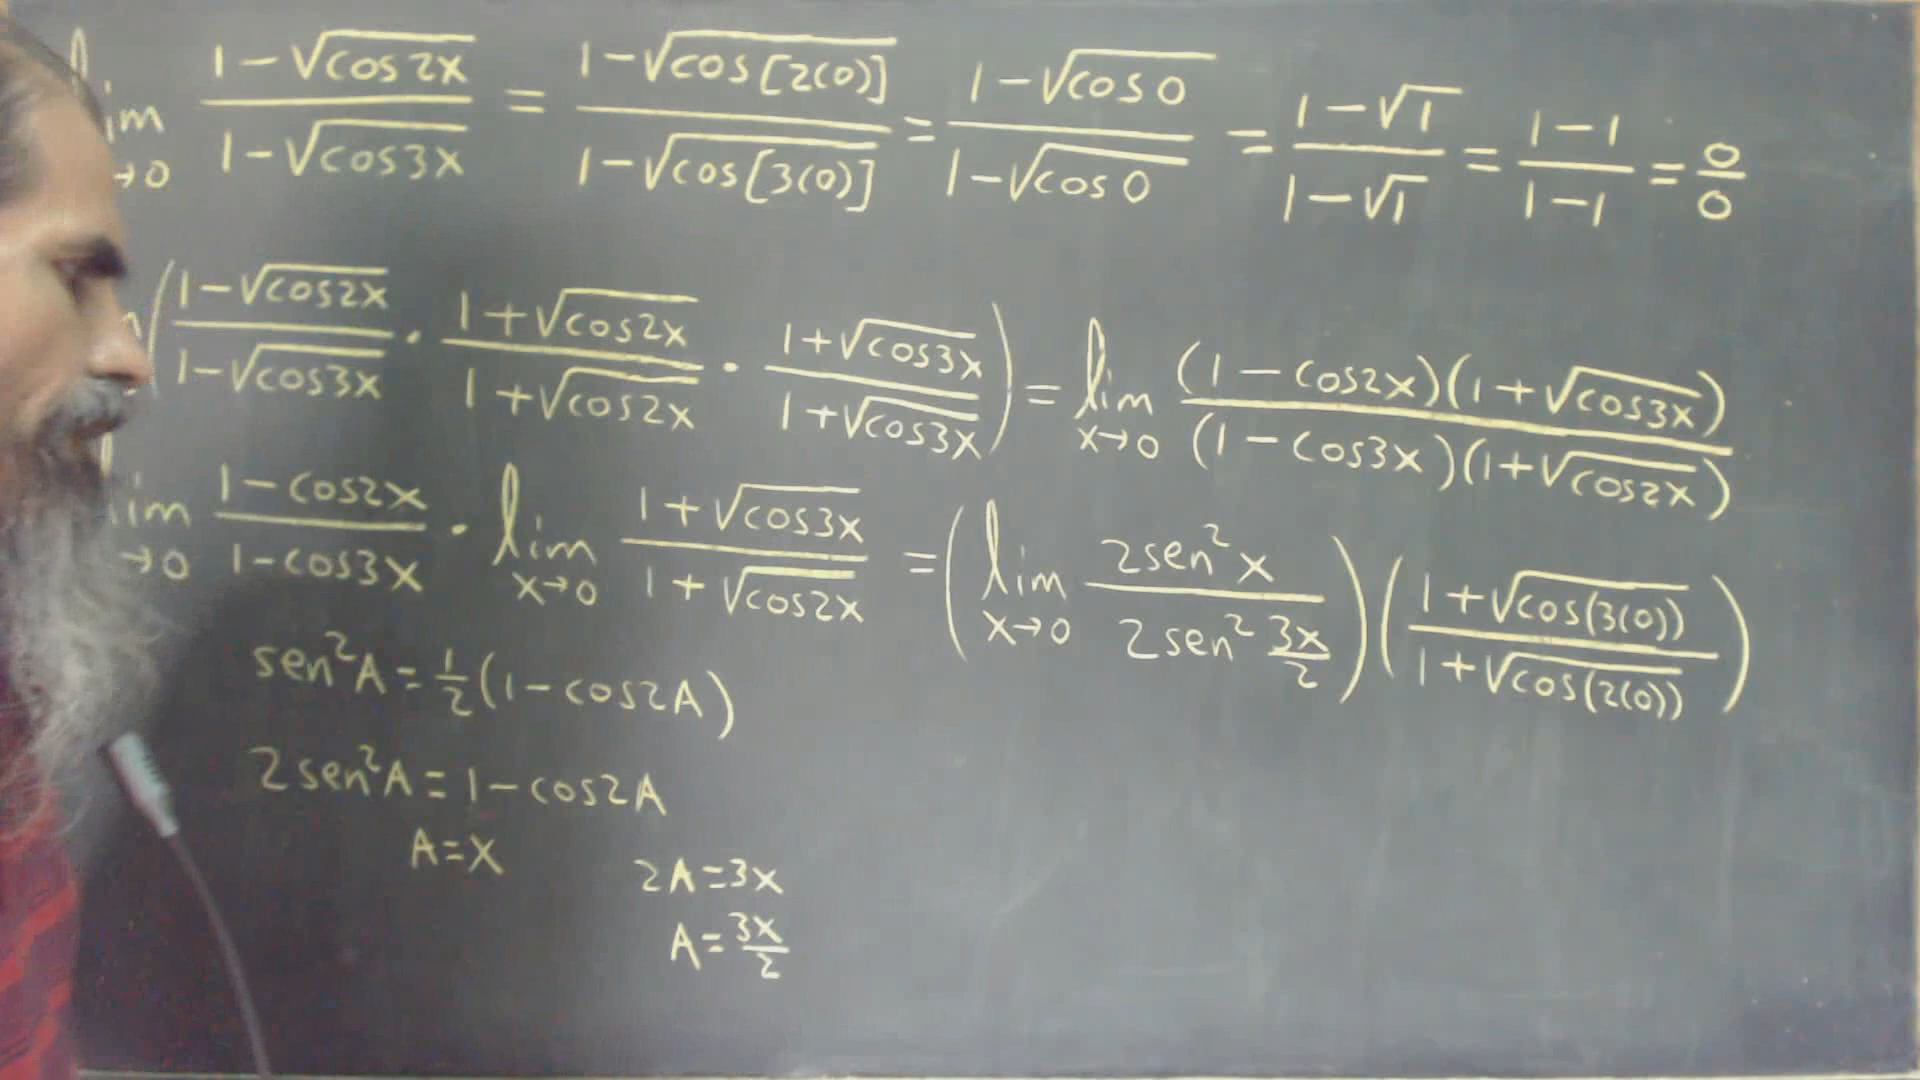 lim x→0 (1-√cos2x)/(1-√cos3x) = (1-√cos[2(0)])/(1-√cos[3(0)]) = (1-√cos0)/(1-√cos0) = (1-√1)/(1-√1) = (1-1)/(1-1) = 0/0
((1-√cos2x)/(1-√cos3x) · (1+√cos2x)/(1+√cos2x) · (1+√cos3x)/(1+√cos3x)) = lim x→0 ((1-cos2x)(1+√cos3x))/((1-cos3x)(1+√cos2x))
lim →0 (1-cos2x)/(1-cos3x) · lim x→0 (1+√cos3x)/(1+√cos2x) = (lim x→0 2sen²x/2sen² 3x/2)((1+√cos(3(0)))/(1+√cos(2(0))))
sen²A = 1/2(1-cos2A)
2sen²A = 1-cos2A
A=x
2A=3x
A=3x/2